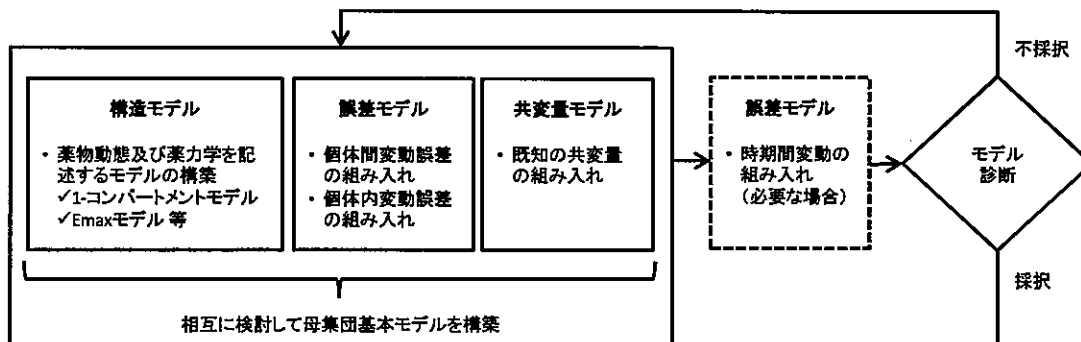 不採択
構造モデル
・ 薬物動態及び薬力学を記
述するモデルの構築
✓1-コンパートメントモデル
✓Emaxモデル 等
誤差モデル
・ 個体間変動誤差
の組み入れ
・ 個体内変動誤差
の組み入れ
共変量モデル
・ 既知の共変量
の組み入れ
誤差モデル
・ 時期間変動の
組み入れ
（必要な場合）
モデル
診断
採択
相互に検討して母集団基本モデルを構築